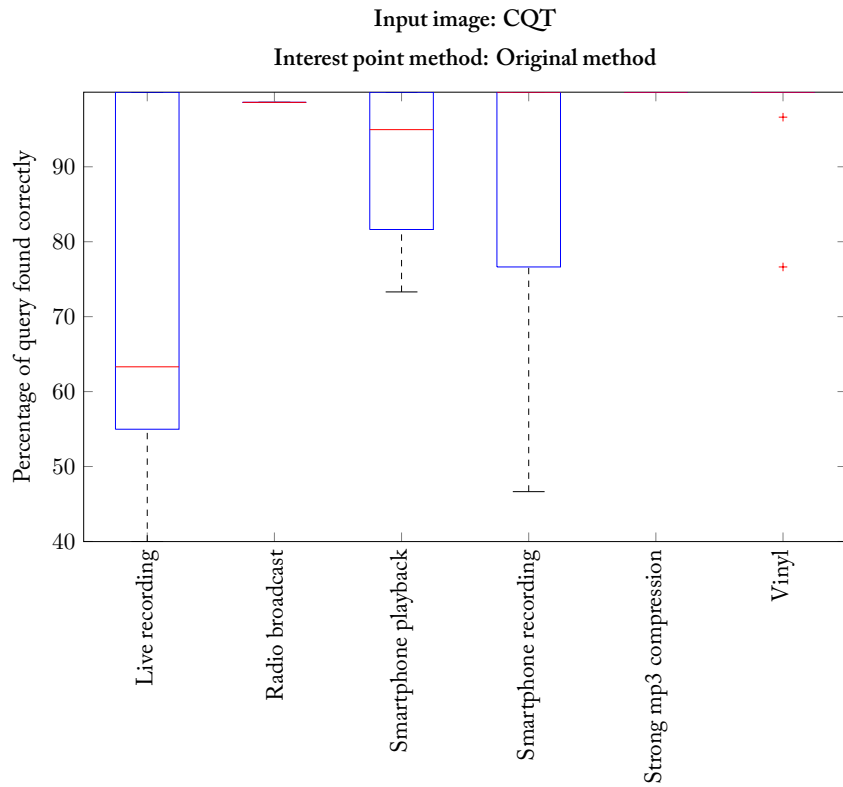 Input image: CQT
Interest point method: Original method
Percentage of query found correctly
90
80
70
60
50
40
Live recording
Radio broadcast
Smartphone playback
Smartphone recording
Strong mp3 compression
Vinyl